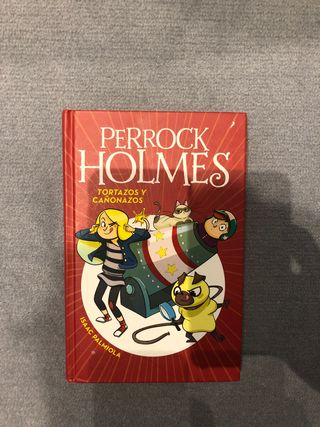 PERROCK
HOLMES
TORTAZOS Y
CAÑONAZOS
ISAAC PALMIOLA